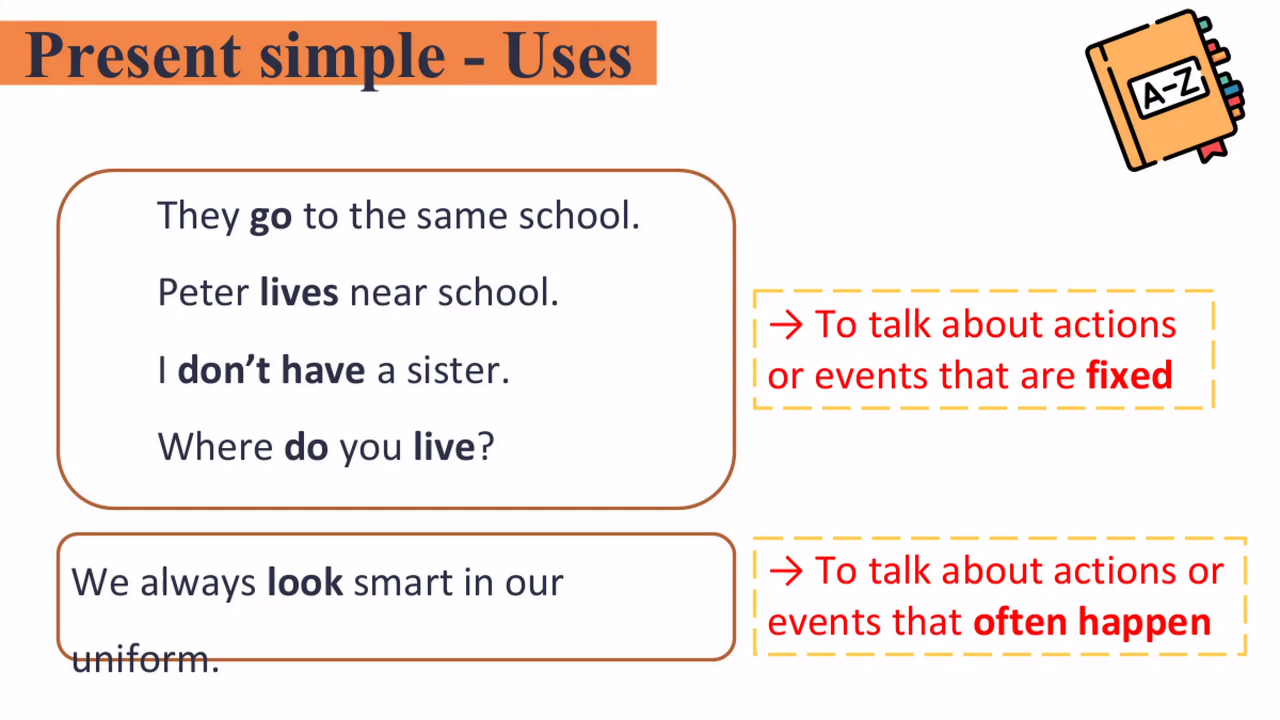 Present simple - Uses
A-Z
They go to the same school.
Peter lives near school.
I don’t have a sister.
Where do you live?
→ To talk about actions
or events that are fixed
We always look smart in our
uniform.
→ To talk about actions or
events that often happen